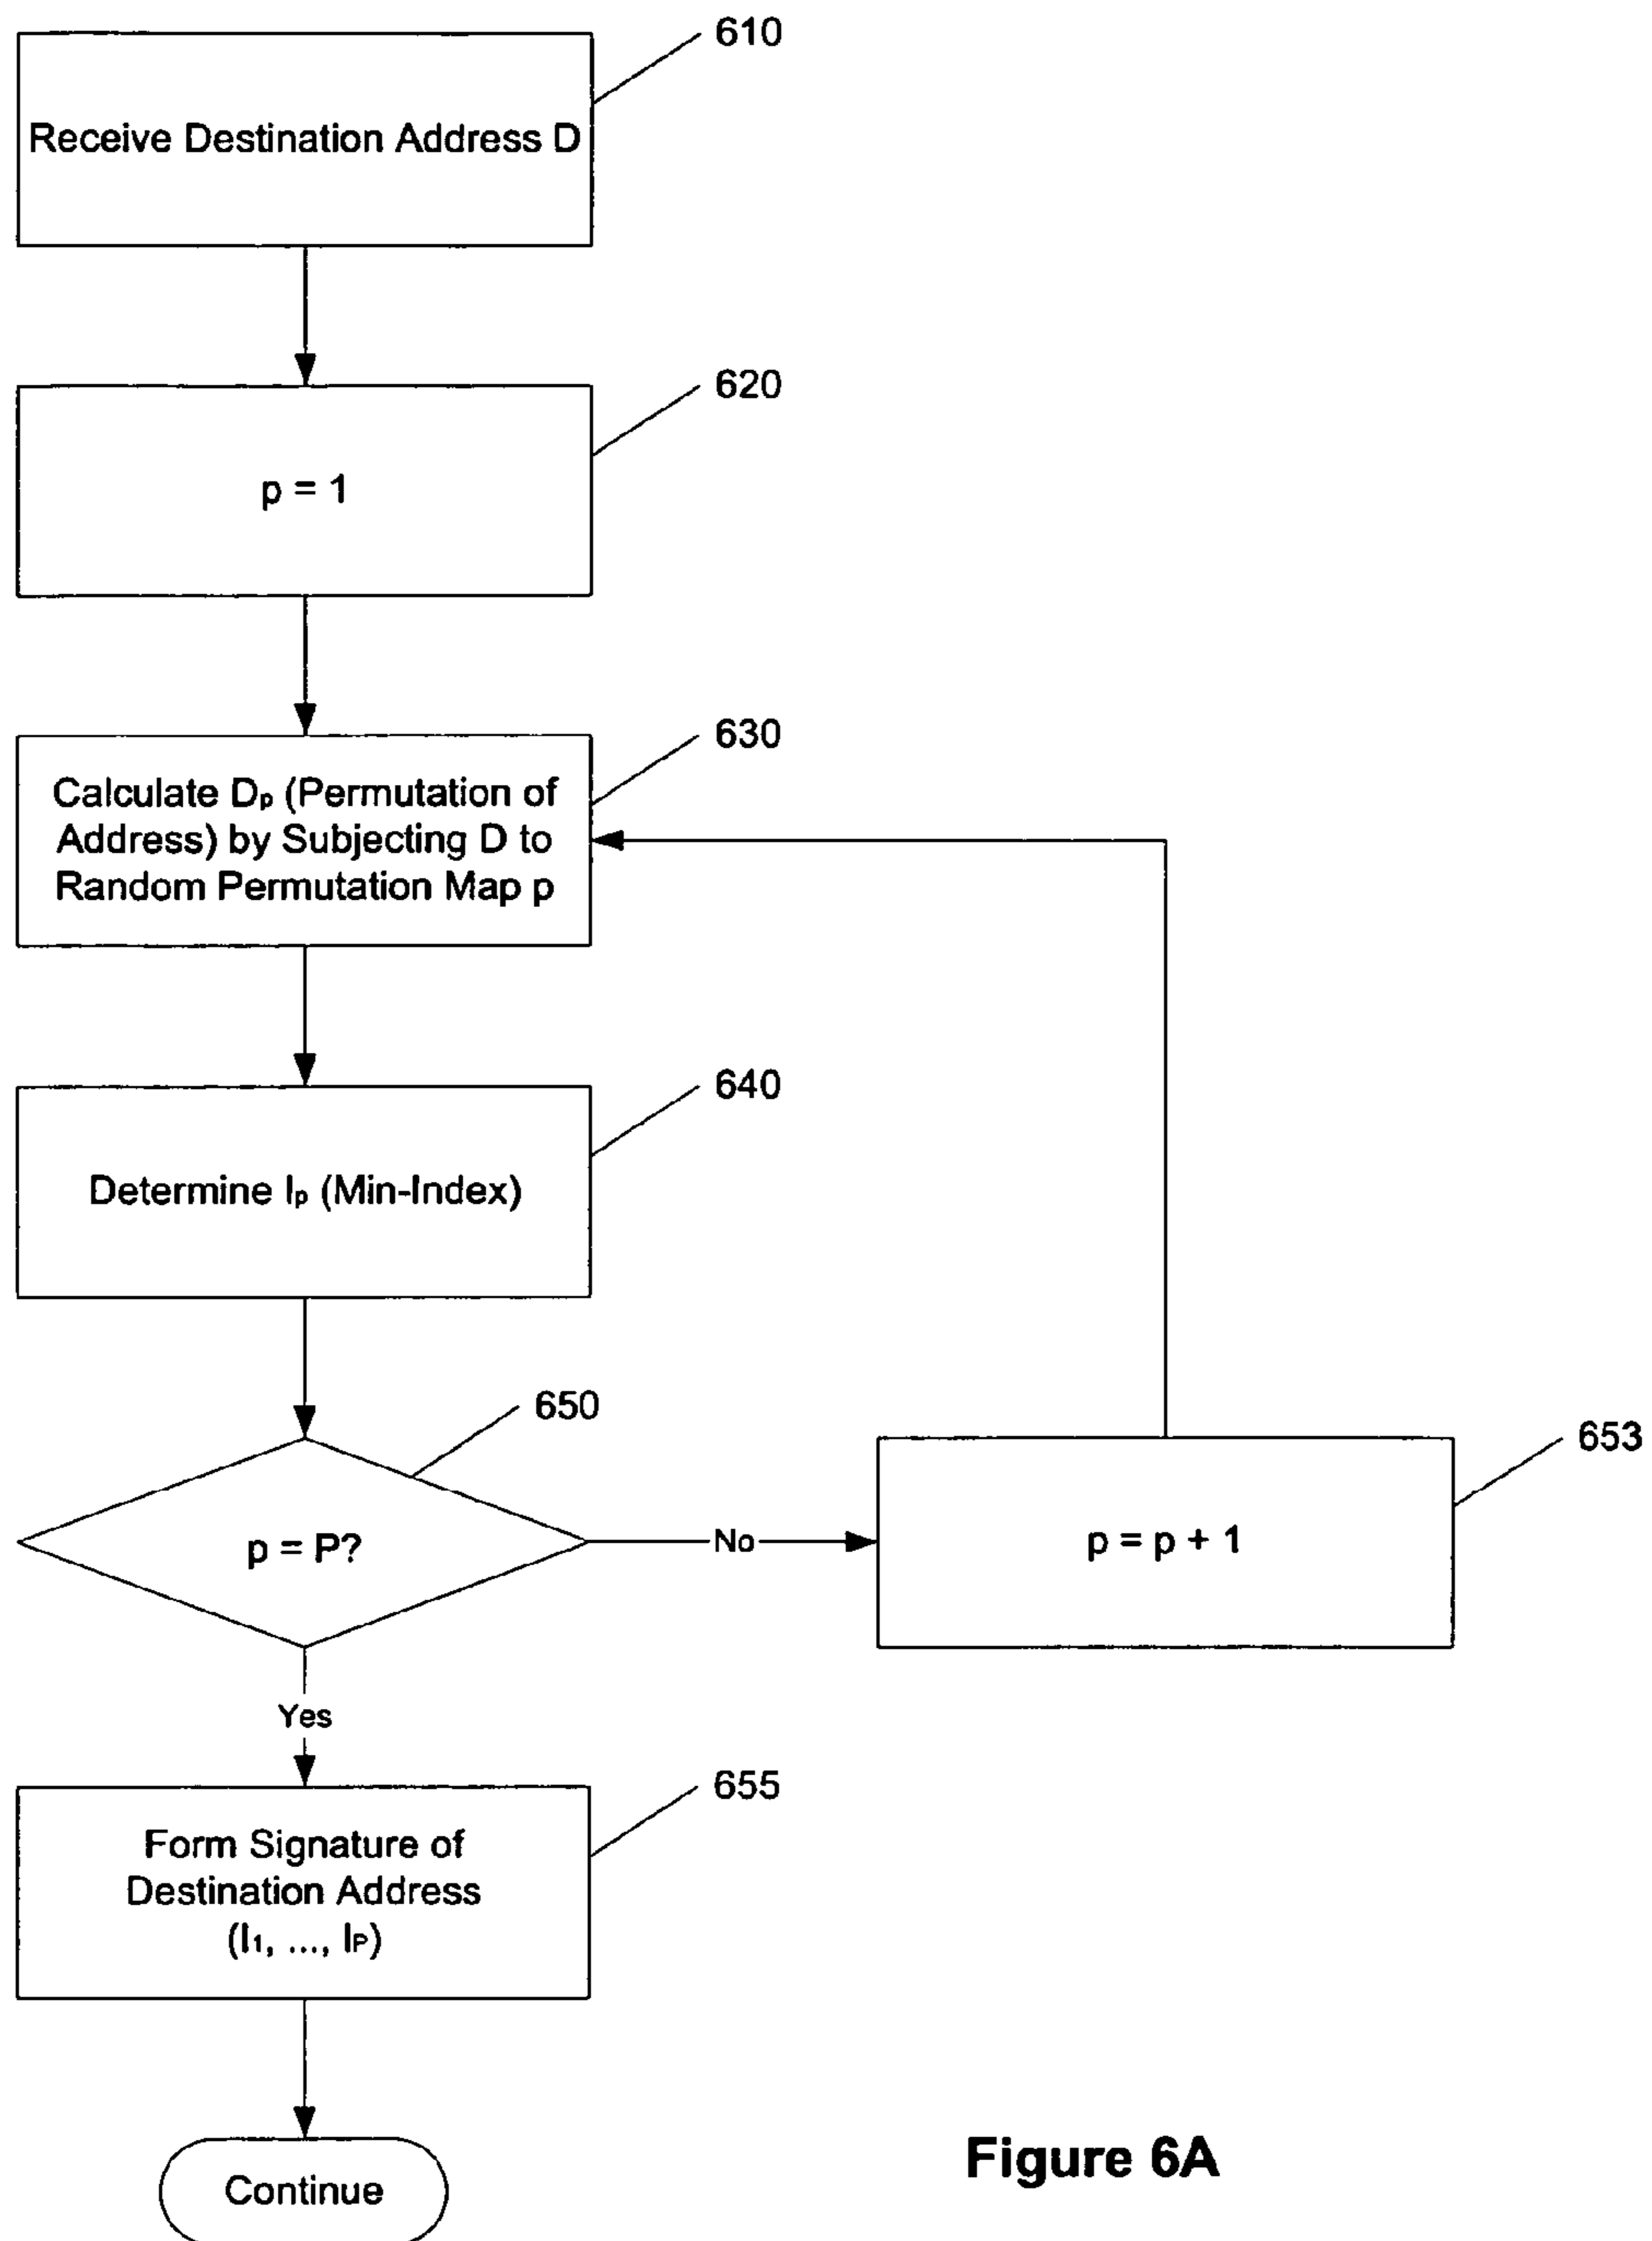 610
Receive Destination Address D
620
p = 1
630
Calculate Dp (Permutation of
Address) by Subjecting D to
Random Permutation Map p
640
Determine Ip (Min-Index)
650
p = P?
No
653
p = p + 1
Yes
655
Form Signature of
Destination Address
(I1, ..., IP)
Continue
Figure 6A